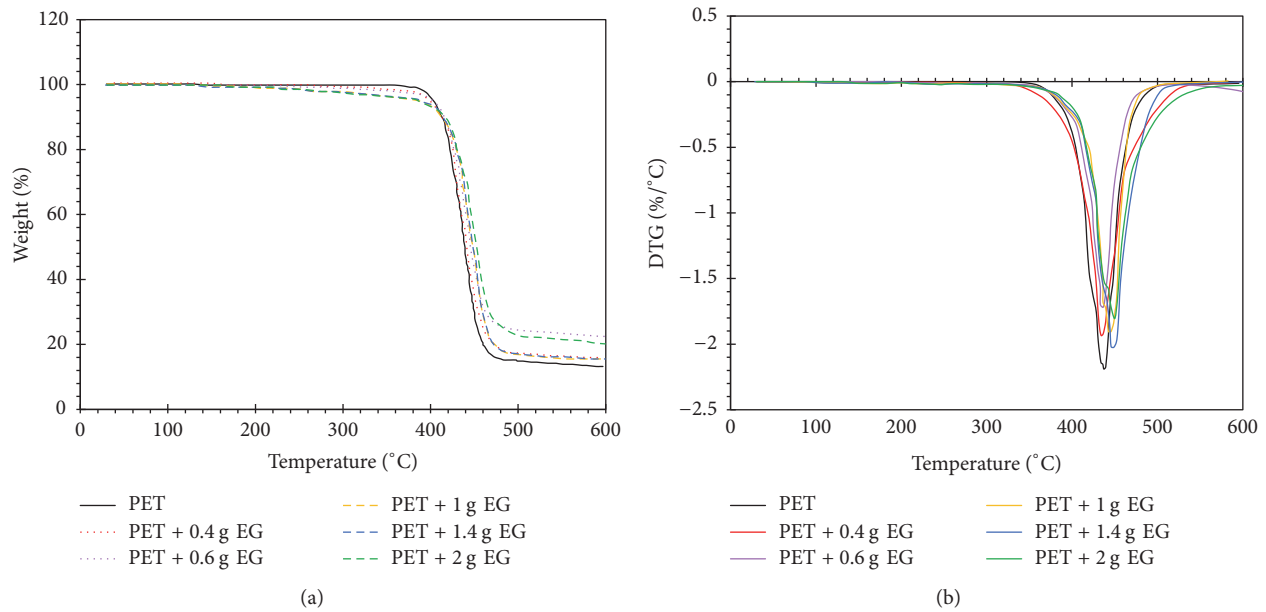 120
100
80
60
40
20
0
Weight (%)
0 100 200 300 400 500 600
Temperature (°C)
PET
PET + 0.4 g EG
PET + 0.6 g EG
PET + 1 g EG
PET + 1.4 g EG
PET + 2 g EG
(a)
0.5
0
−0.5
−1
−1.5
−2
−2.5
DTG (%/°C)
0 100 200 300 400 500 600
Temperature (°C)
PET
PET + 0.4 g EG
PET + 0.6 g EG
PET + 1 g EG
PET + 1.4 g EG
PET + 2 g EG
(b)